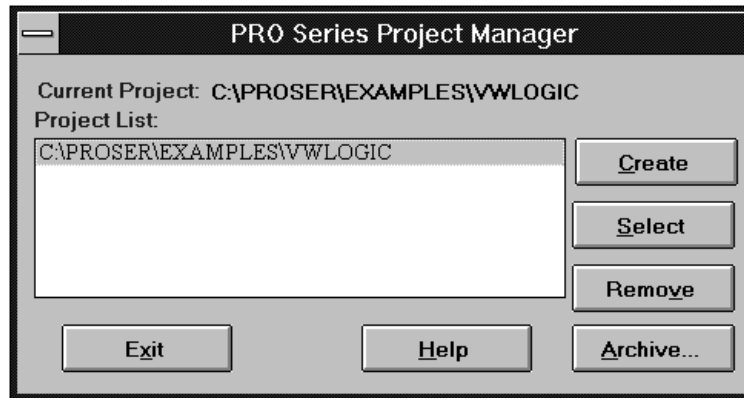 PRO Series Project Manager
Current Project: C:\PROSER\EXAMPLES\VWLOGIC
Project List:
C:\PROSER\EXAMPLES\VWLOGIC
Create
Select
Remove
Exit
Help
Archive...